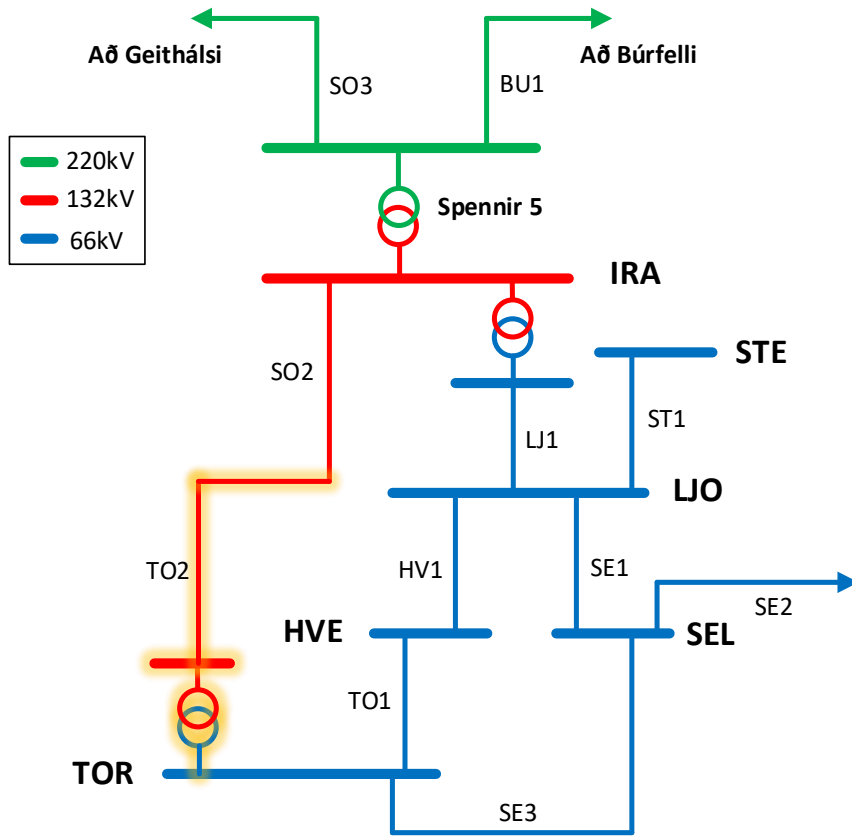 Að Geithálsi
Að Búrfelli
SO3
BU1
220kV
132kV
66kV
Spennir 5
IRA
SO2
STE
LJ1
ST1
LJO
TO2
HV1
SE1
SE2
HVE
SEL
TO1
TOR
SE3